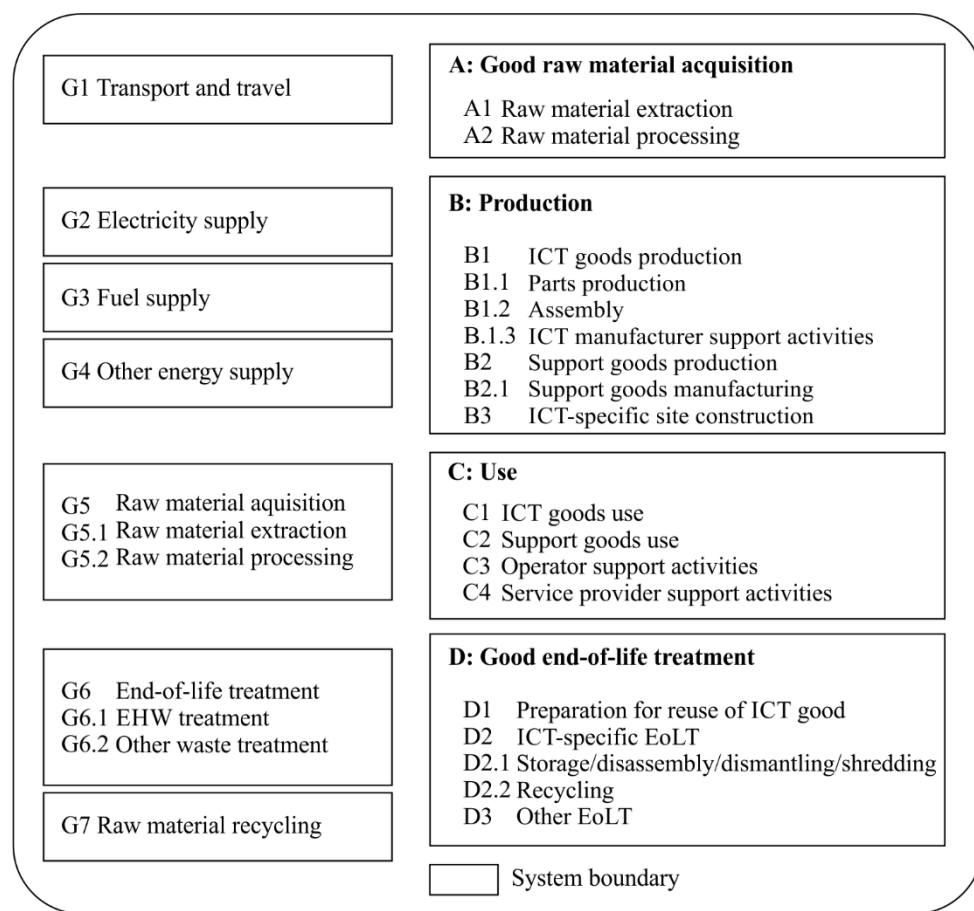 G1 Transport and travel
G2 Electricity supply
G3 Fuel supply
G4 Other energy supply
G5 Raw material aquisition
G5.1 Raw material extraction
G5.2 Raw material processing
G6 End-of-life treatment
G6.1 EHW treatment
G6.2 Other waste treatment
G7 Raw material recycling
A: Good raw material acquisition
A1 Raw material extraction
A2 Raw material processing
B: Production
B1 ICT goods production
B1.1 Parts production
B1.2 Assembly
B.1.3 ICT manufacturer support activities
B2 Support goods production
B2.1 Support goods manufacturing
B3 ICT-specific site construction
C: Use
C1 ICT goods use
C2 Support goods use
C3 Operator support activities
C4 Service provider support activities
D: Good end-of-life treatment
D1 Preparation for reuse of ICT good
D2 ICT-specific EoLT
D2.1 Storage/disassembly/dismantling/shredding
D2.2 Recycling
D3 Other EoLT
System boundary